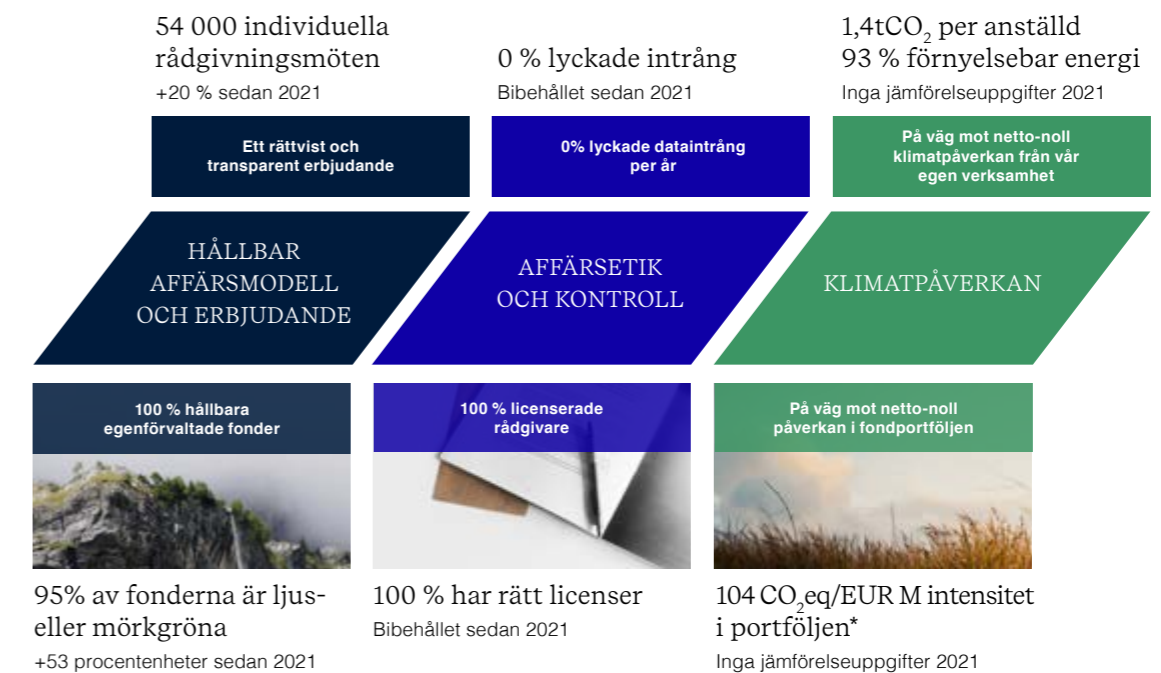 54 000 individuella
rådgivningsmöten
+20 % sedan 2021
0 % lyckade intrång
Bibehållet sedan 2021
1,4tCO₂ per anställd
93 % förnyelsebar energi
Inga jämförelseuppgifter 2021
Ett rättvist och
transparent erbjudande
0% lyckade dataintrång
per år
På väg mot netto-noll
klimatpåverkan från vår
egen verksamhet
HÅLLBAR
AFFÄRSMODELL
OCH ERBJUDANDE
AFFÄRSETIK
OCH KONTROLL
KLIMATPÅVERKAN
100 % hållbara
egenförvaltade fonder
100 % licenserade
rådgivare
På väg mot netto-noll
påverkan i fondportföljen
95% av fonderna är ljus-
eller mörkgröna
+53 procentenheter sedan 2021
100 % har rätt licenser
Bibehållet sedan 2021
104 CO₂eq/EUR M intensitet
i portföljen*
Inga jämförelseuppgifter 2021